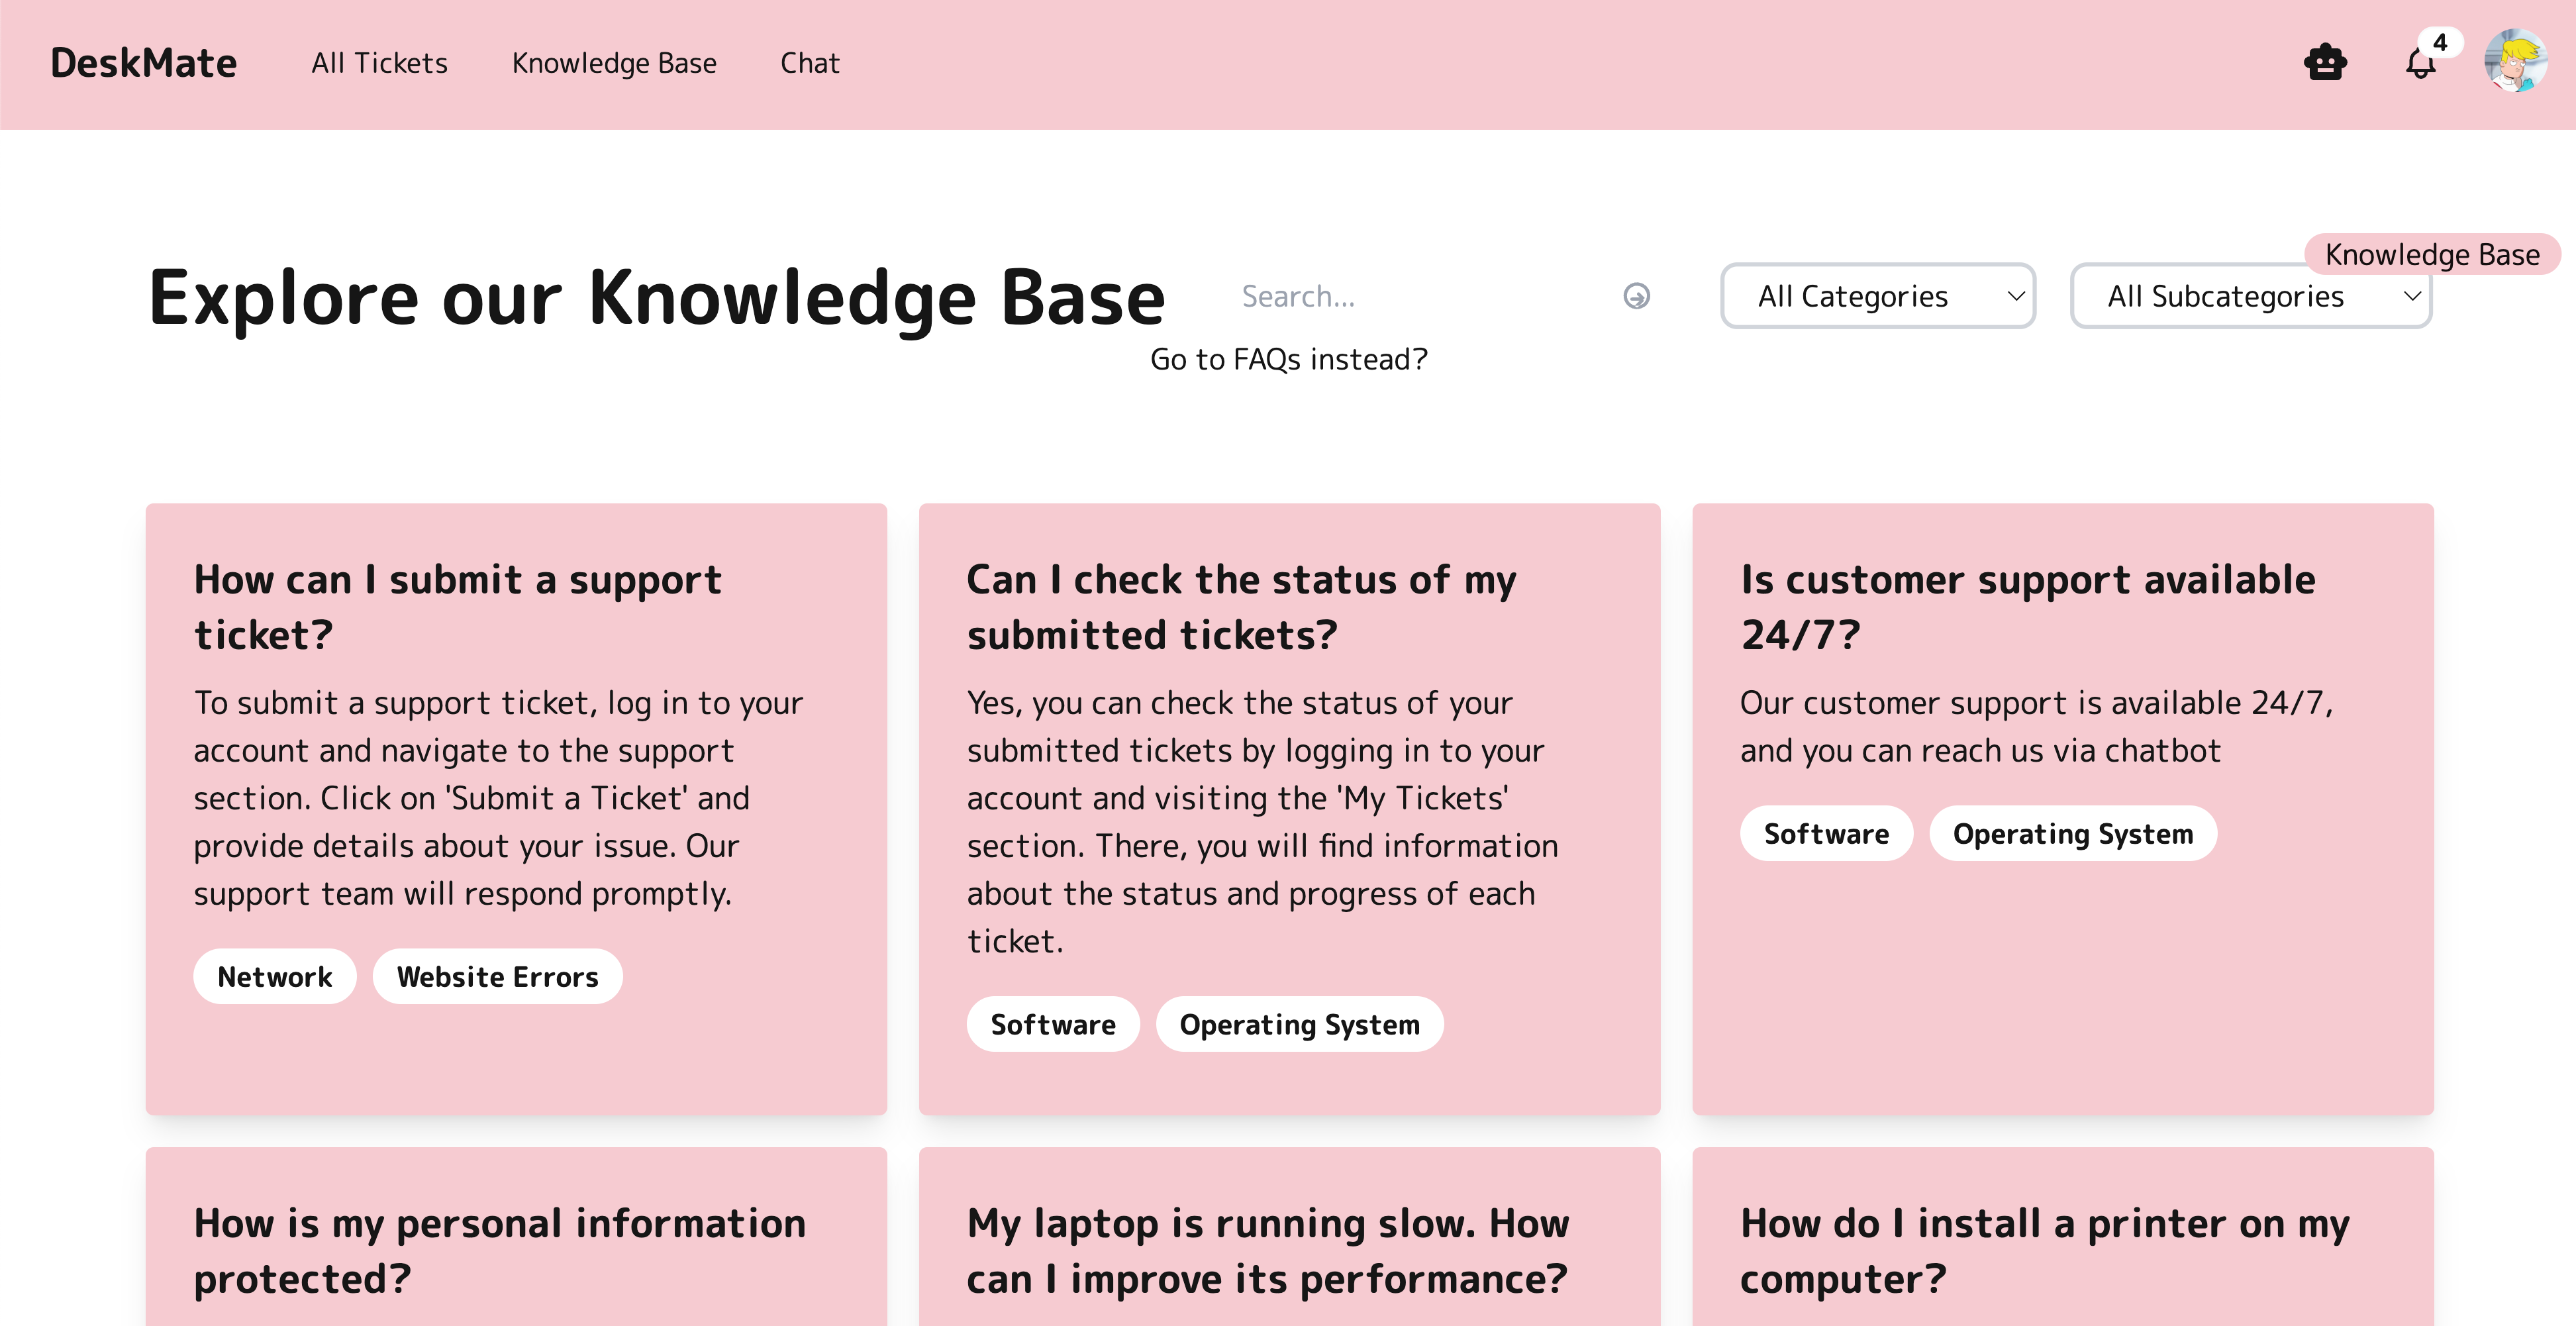 DeskMate
All Tickets
Knowledge Base
Chat
4
Knowledge Base
Explore our Knowledge Base
Search...
All Categories
All Subcategories
Go to FAQs instead?
How can I submit a support
ticket?
To submit a support ticket, log in to your
account and navigate to the support
section. Click on 'Submit a Ticket' and
provide details about your issue. Our
support team will respond promptly.
Network
Website Errors
Can I check the status of my
submitted tickets?
Yes, you can check the status of your
submitted tickets by logging in to your
account and visiting the 'My Tickets'
section. There, you will find information
about the status and progress of each
ticket.
Software
Operating System
Is customer support available
24/7?
Our customer support is available 24/7,
and you can reach us via chatbot
Software
Operating System
How is my personal information
protected?
My laptop is running slow. How
can I improve its performance?
How do I install a printer on my
computer?